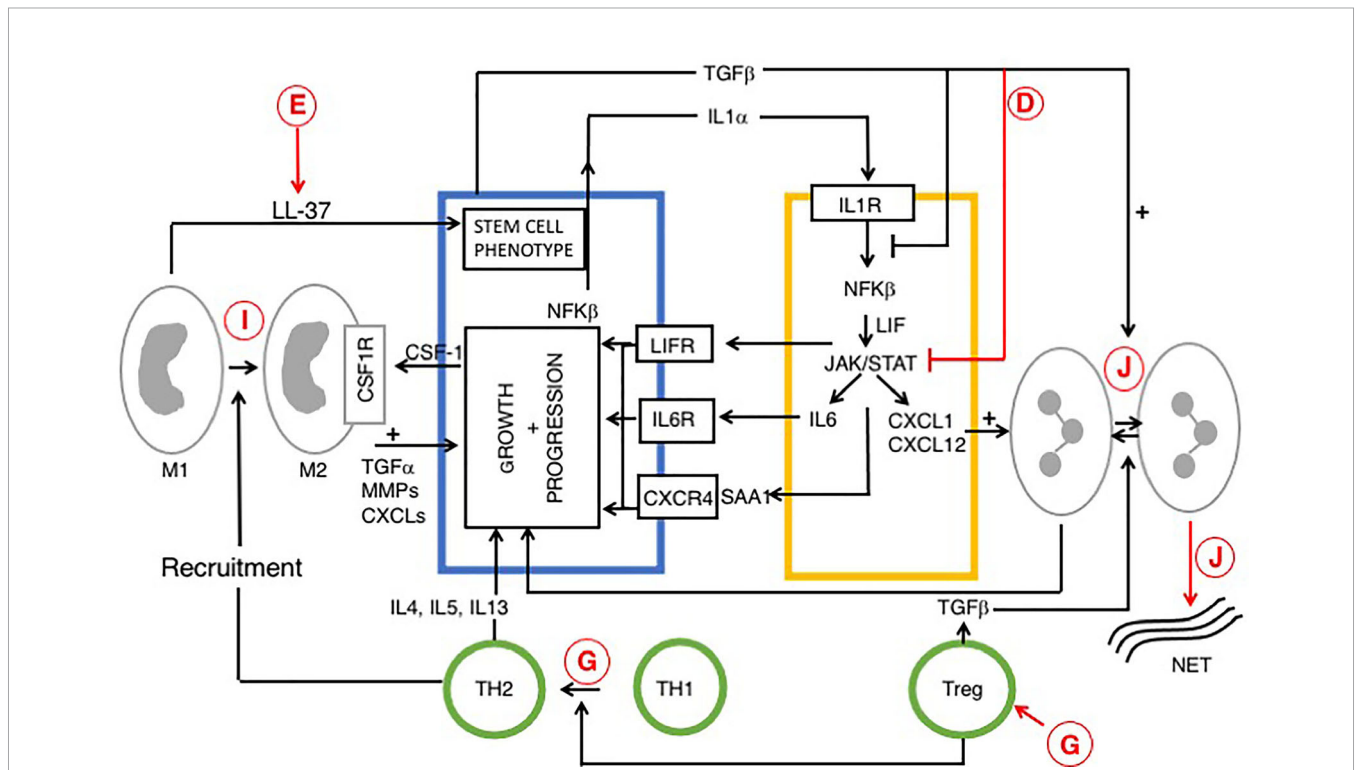 TGFβ
E
D
IL1α
LL-37
IL1R
STEM CELL
PHENOTYPE
+
NFKβ
NFKβ
I
LIF
CSF1R
CSF-1
LIFR
JAK/STAT
J
GROWTH
+
PROGRESSION
IL6R
IL6
CXCL1
CXCL12
+
M1
M2
+
TGFα
MMPs
CXCLs
CXCR4
SAA1
J
Recruitment
IL4, IL5, IL13
TGFβ
NET
G
TH2
TH1
Treg
G